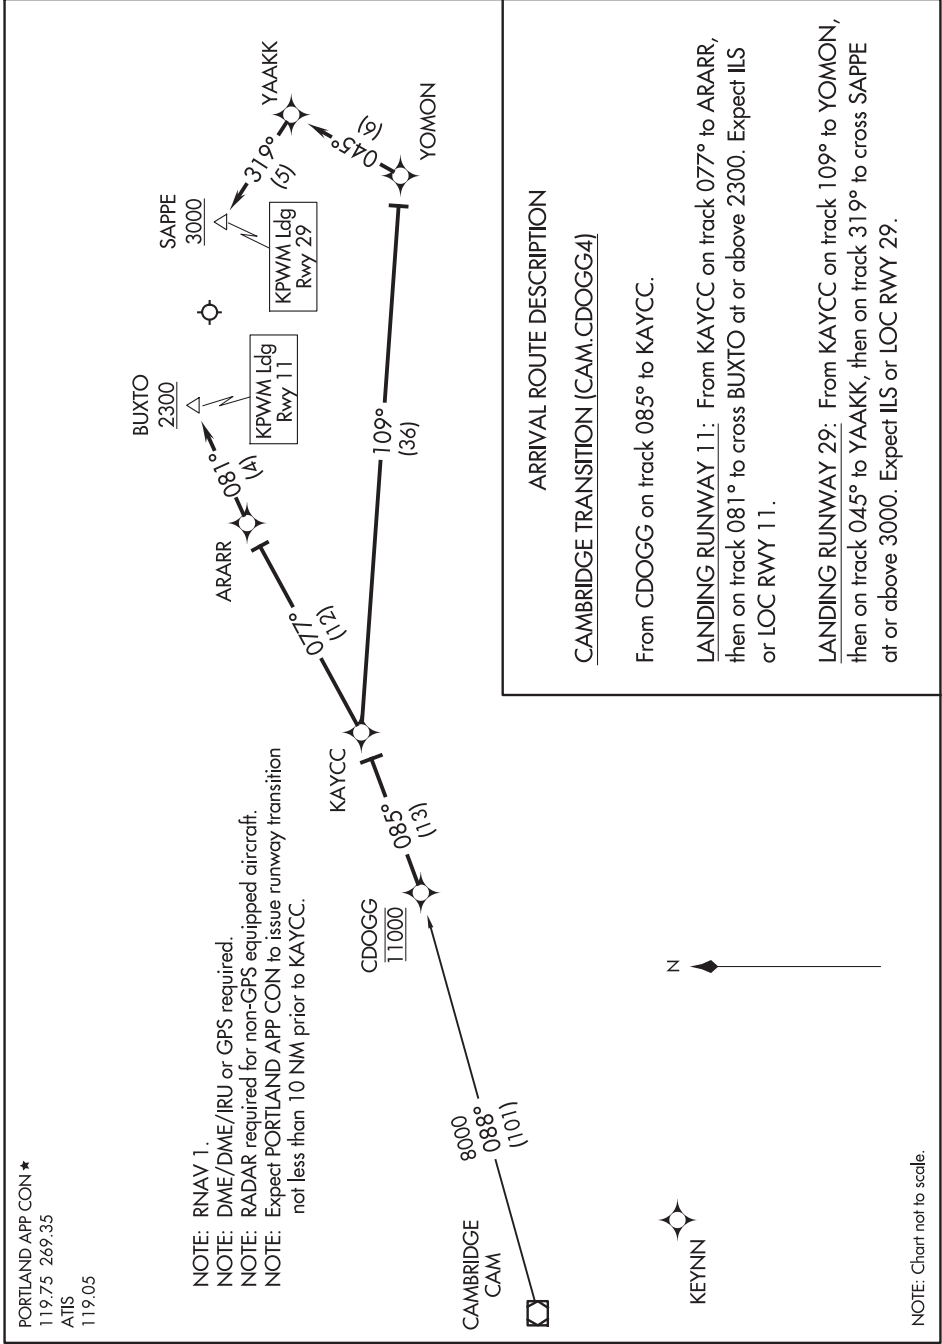 PORTLAND APP CON ★
119.75 269.35
ATIS
119.05
NOTE: RNAV 1.
NOTE: DME/DME/IRU or GPS required.
NOTE: RADAR required for non-GPS equipped aircraft.
NOTE: Expect PORTLAND APP CON to issue runway transition
not less than 10 NM prior to KAYCC.
CAMBRIDGE
CAM
8000
088°
(101)
CDOGG
11000
085°
(13)
KAYCC
077°
(12)
ARARR
081°
(4)
BUXTO
2300
KPWM Ldg
Rwy 11
109°
(36)
YOMON
045°
(6)
YAAKK
319°
(5)
SAPPE
3000
KPWM Ldg
Rwy 29
KEYNN
N
NOTE: Chart not to scale.
ARRIVAL ROUTE DESCRIPTION
CAMBRIDGE TRANSITION (CAM.CDOGG4)
From CDOGG on track 085° to KAYCC.
LANDING RUNWAY 11: From KAYCC on track 077° to ARARR,
then on track 081° to cross BUXTO at or above 2300. Expect ILS
or LOC RWY 11.
LANDING RUNWAY 29: From KAYCC on track 109° to YOMON,
then on track 045° to YAAKK, then on track 319° to cross SAPPE
at or above 3000. Expect ILS or LOC RWY 29.